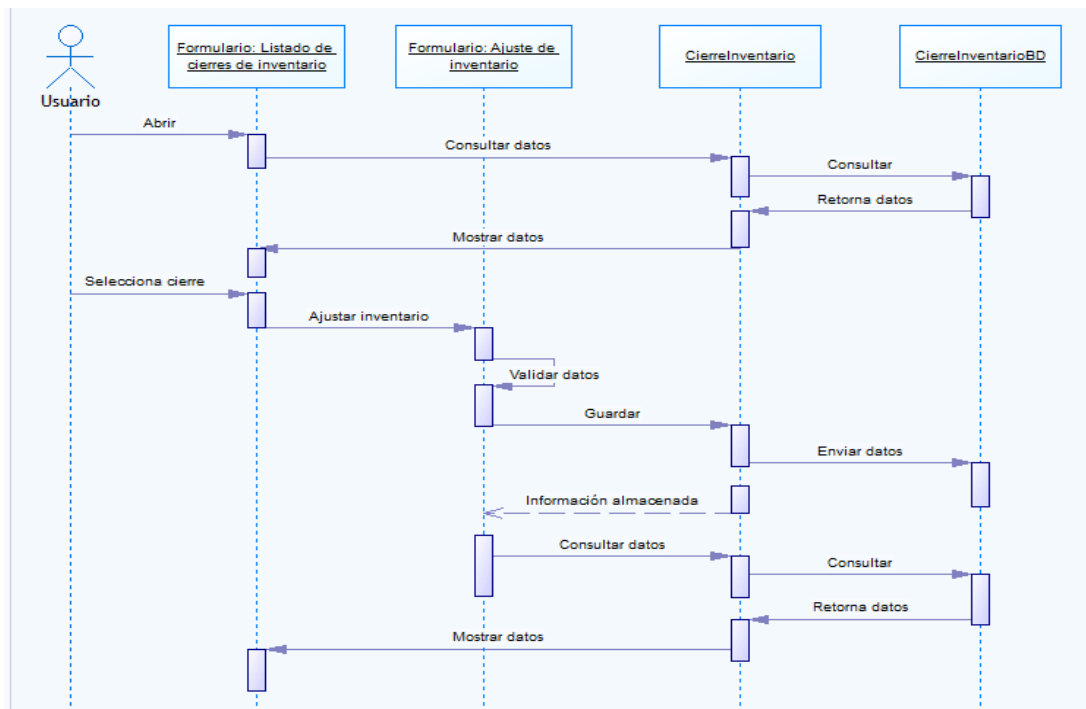 Formulario: Listado de
cierres de inventario
Formulario: Ajuste de
inventario
CierreInventario
CierreInventarioBD
Usuario
Abrir
Consultar datos
Consultar
Retorna datos
Mostrar datos
Selecciona cierre
Ajustar inventario
Validar datos
Guardar
Enviar datos
Información almacenada
Consultar datos
Consultar
Retorna datos
Mostrar datos